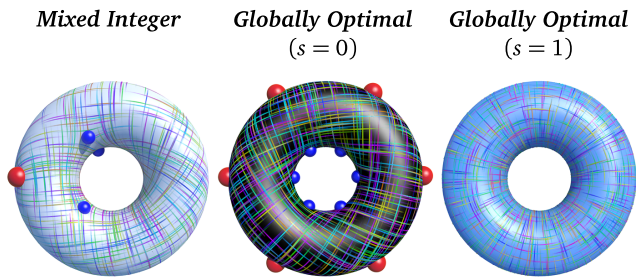 Mixed Integer
Globally Optimal
(s = 0)
Globally Optimal
(s = 1)